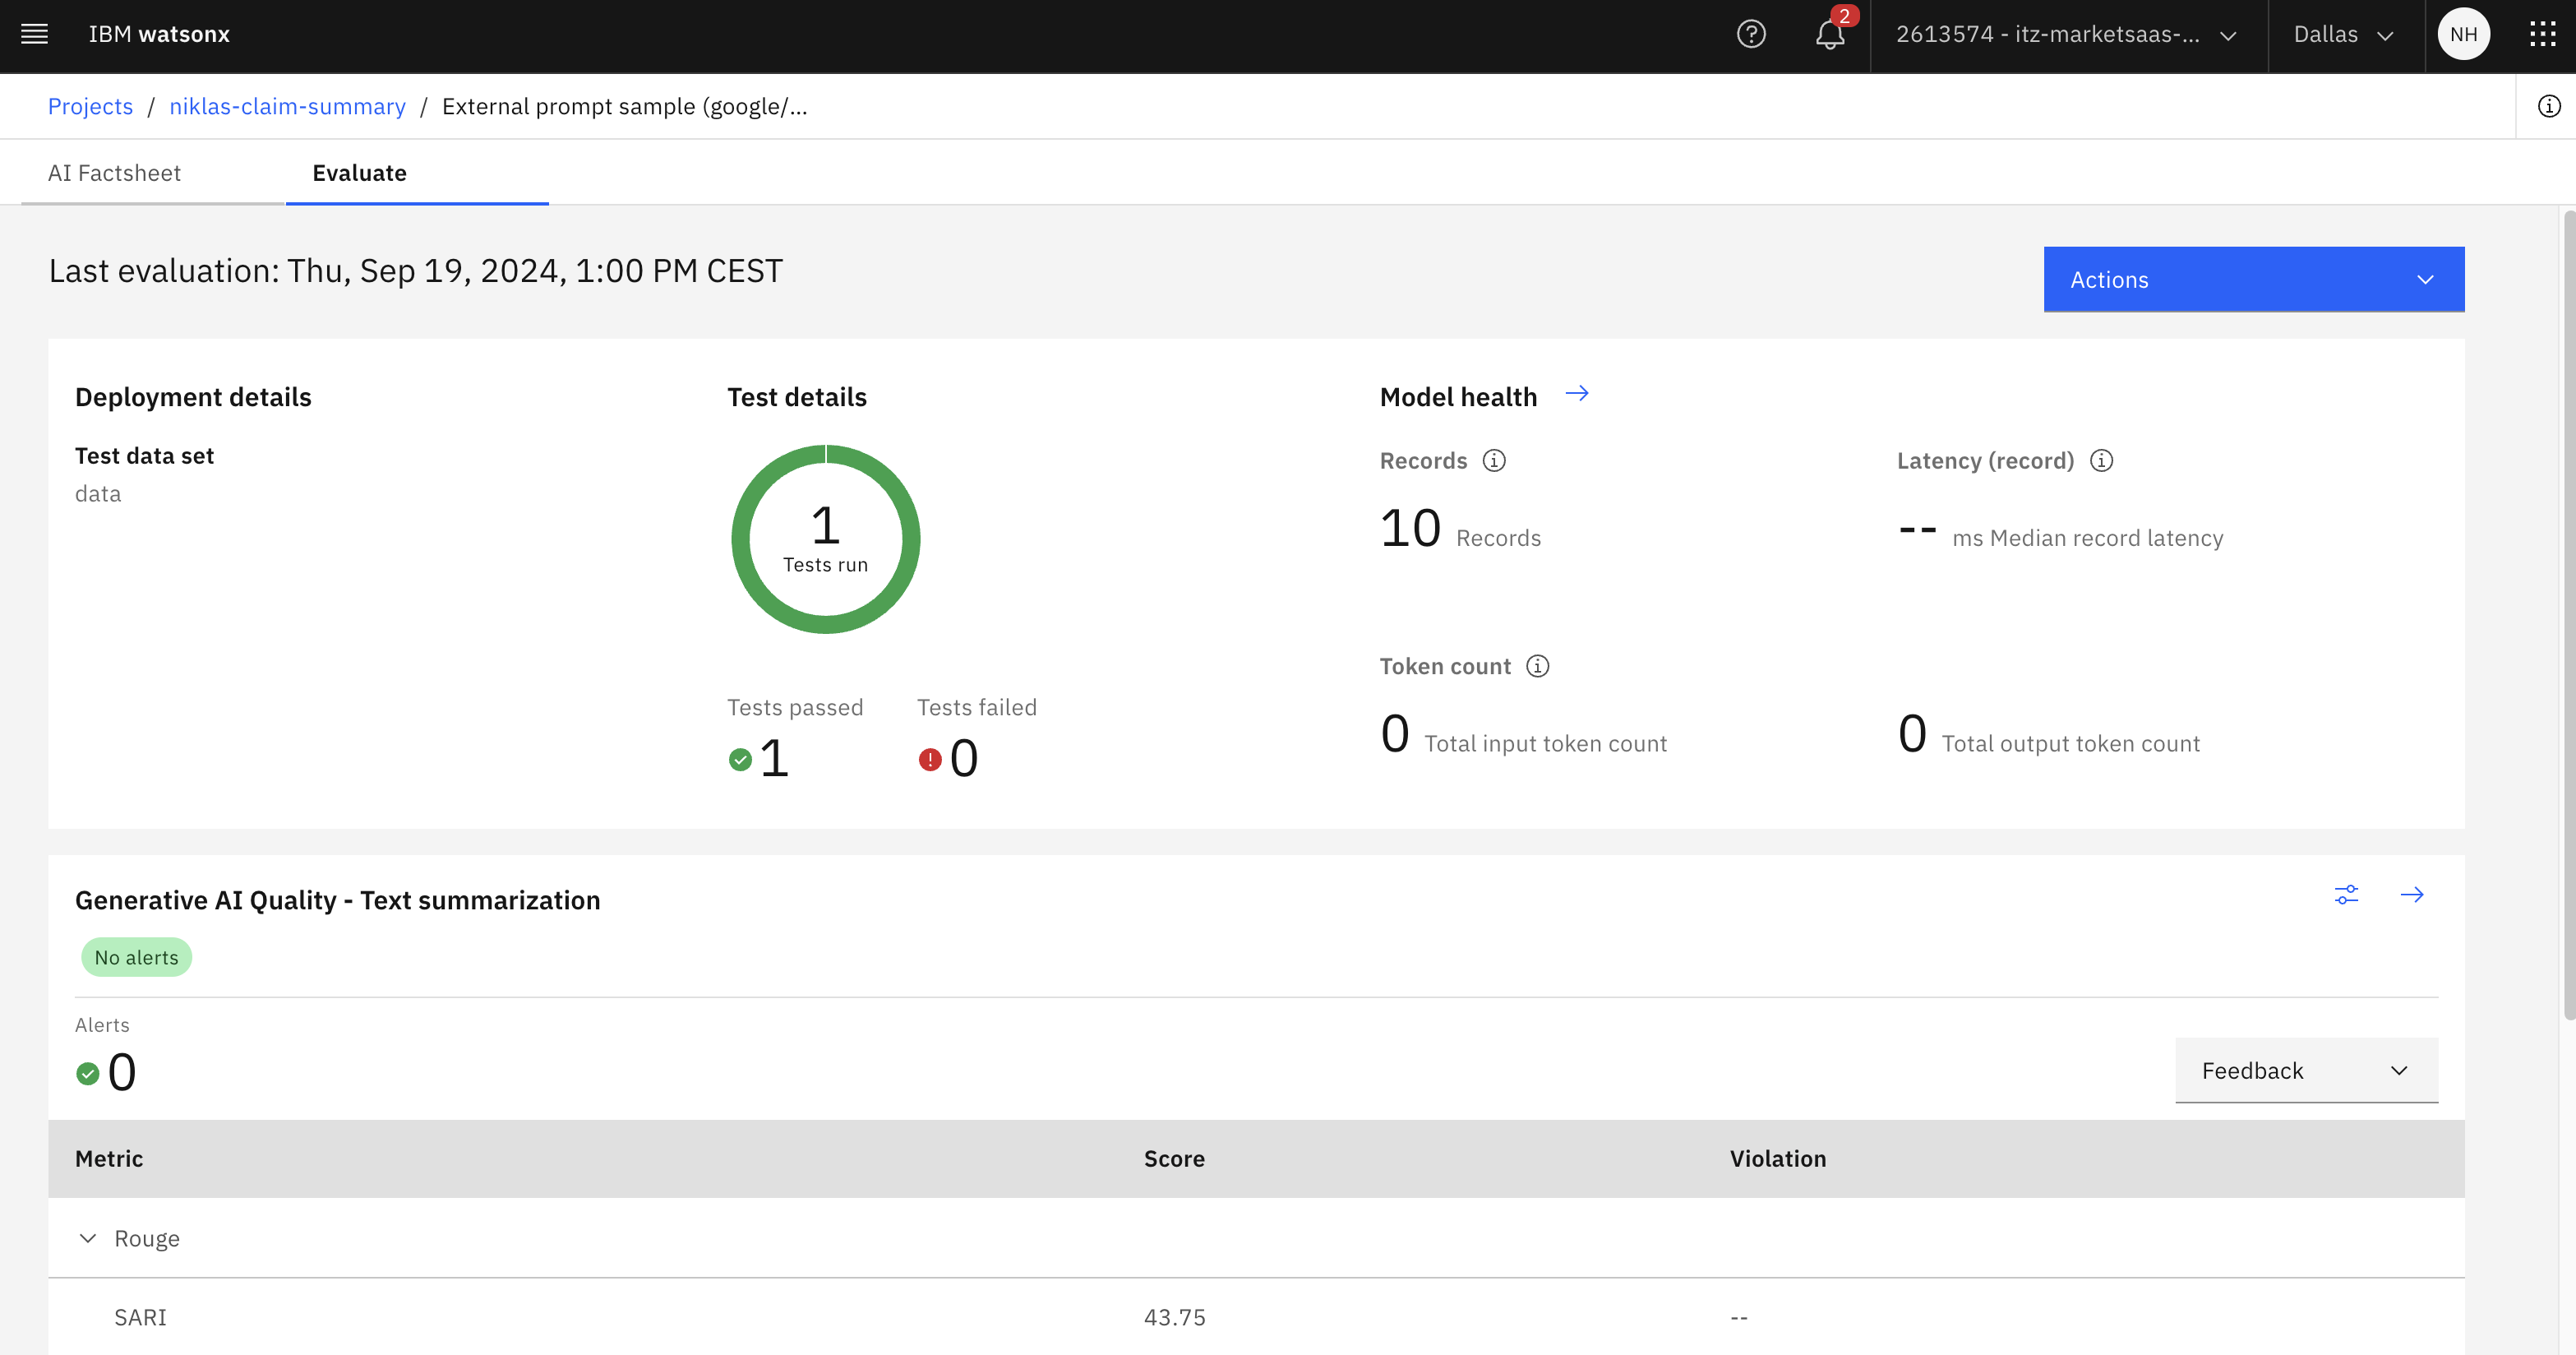 IBM watsonx
2
2613574 - itz-marketsaas-...
Dallas
NH
Projects / niklas-claim-summary / External prompt sample (google/...
AI Factsheet
Evaluate
Last evaluation: Thu, Sep 19, 2024, 1:00 PM CEST
Actions
Deployment details
Test data set
data
Test details
1
Tests run
Tests passed
1
Tests failed
0
Model health
Records
10 Records
Latency (record)
-- ms Median record latency
Token count
0 Total input token count
0 Total output token count
Generative AI Quality - Text summarization
No alerts
Alerts
0
Feedback
Metric Score Violation
Rouge
SARI 43.75 --